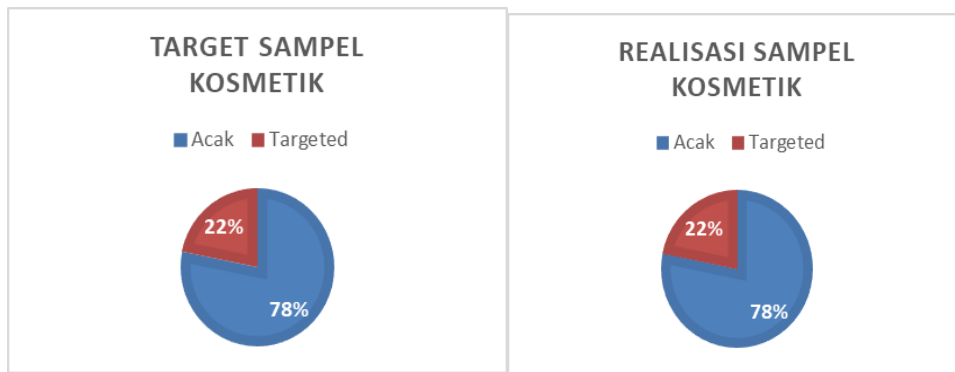 TARGET SAMPEL
KOSMETIK
Acak Targeted
22%
78%
REALISASI SAMPEL
KOSMETIK
Acak Targeted
22%
78%